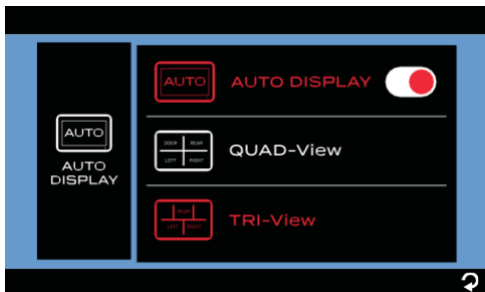 AUTO
AUTO
DISPLAY
AUTO
AUTO DISPLAY
DOOR REAR
LEFT RIGHT
QUAD-View
REAR
LEFT RIGHT
TRI-View